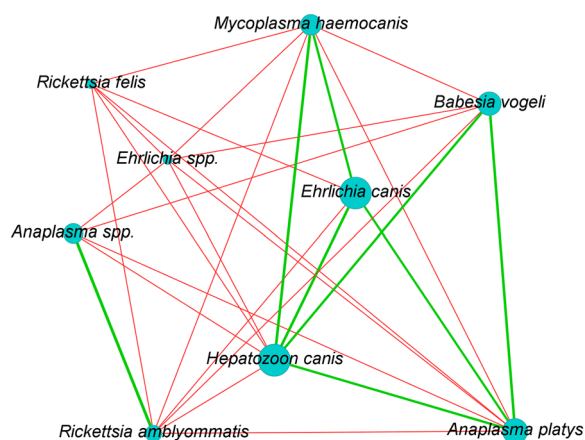 Mycoplasma haemocanis
Rickettsia felis
Babesia vogeli
Ehrlichia spp.
Ehrlichia canis
Anaplasma spp.
Hepatozoon canis
Rickettsia amblyommatis
Anaplasma platys